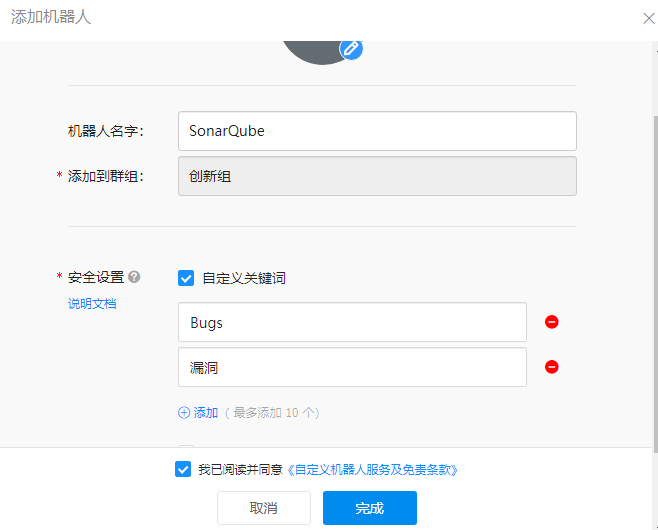 添加机器人
机器人名字：
SonarQube
* 添加到群组：
创新组
* 安全设置 ?
自定义关键词
说明文档
Bugs
漏洞
添加（最多添加 10 个）
我已阅读并同意《自定义机器人服务及免责条款》
取消
完成